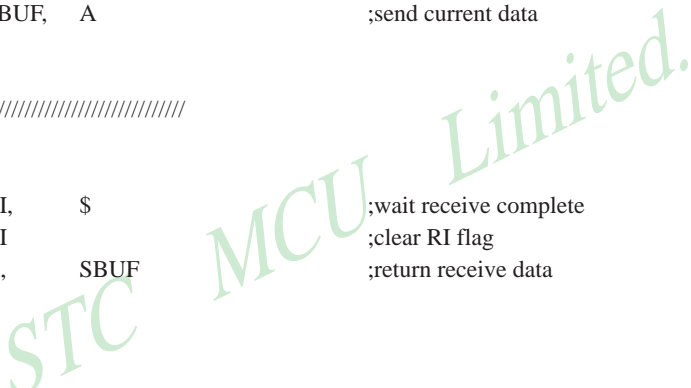 BUF, A ;send current data
///////////////////////////
I, $ ;wait receive complete
I ;clear RI flag
, SBUF ;return receive data
STC MCU Limited.